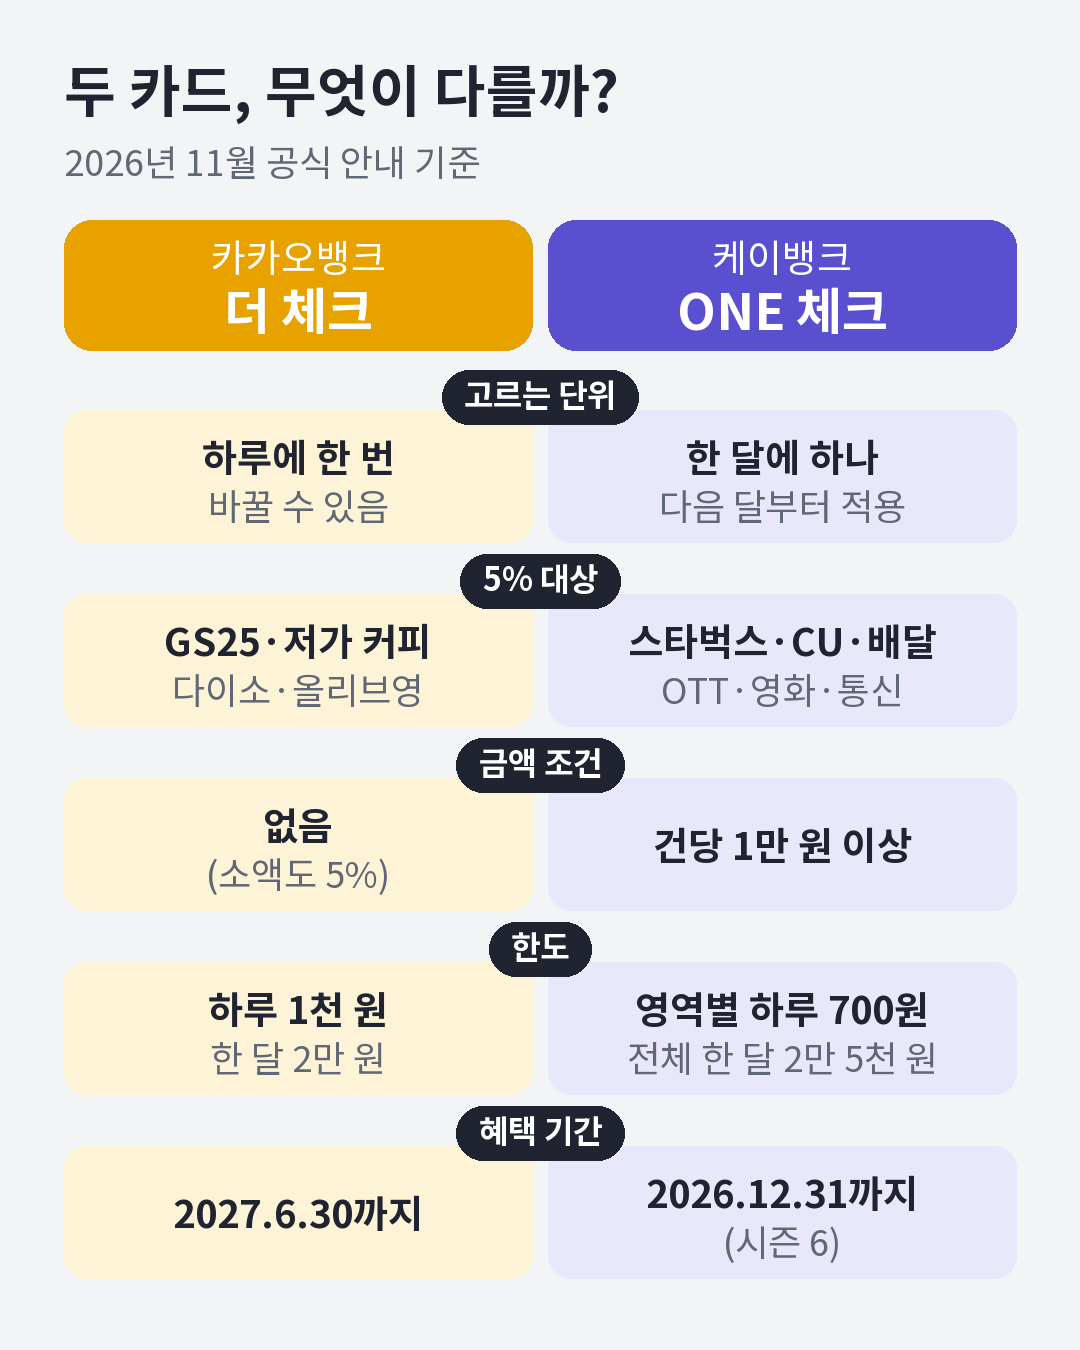 두 카드, 무엇이 다를까?
2026년 11월 공식 안내 기준
카카오뱅크
더 체크
케이뱅크
ONE 체크
고르는 단위
하루에 한 번
바꿀 수 있음
한 달에 하나
다음 달부터 적용
5% 대상
GS25·저가 커피
다이소·올리브영
스타벅스·CU·배달
OTT·영화·통신
금액 조건
없음
(소액도 5%)
건당 1만 원 이상
한도
하루 1천 원
한 달 2만 원
영역별 하루 700원
전체 한 달 2만 5천 원
혜택 기간
2027.6.30까지
2026.12.31까지
(시즌 6)